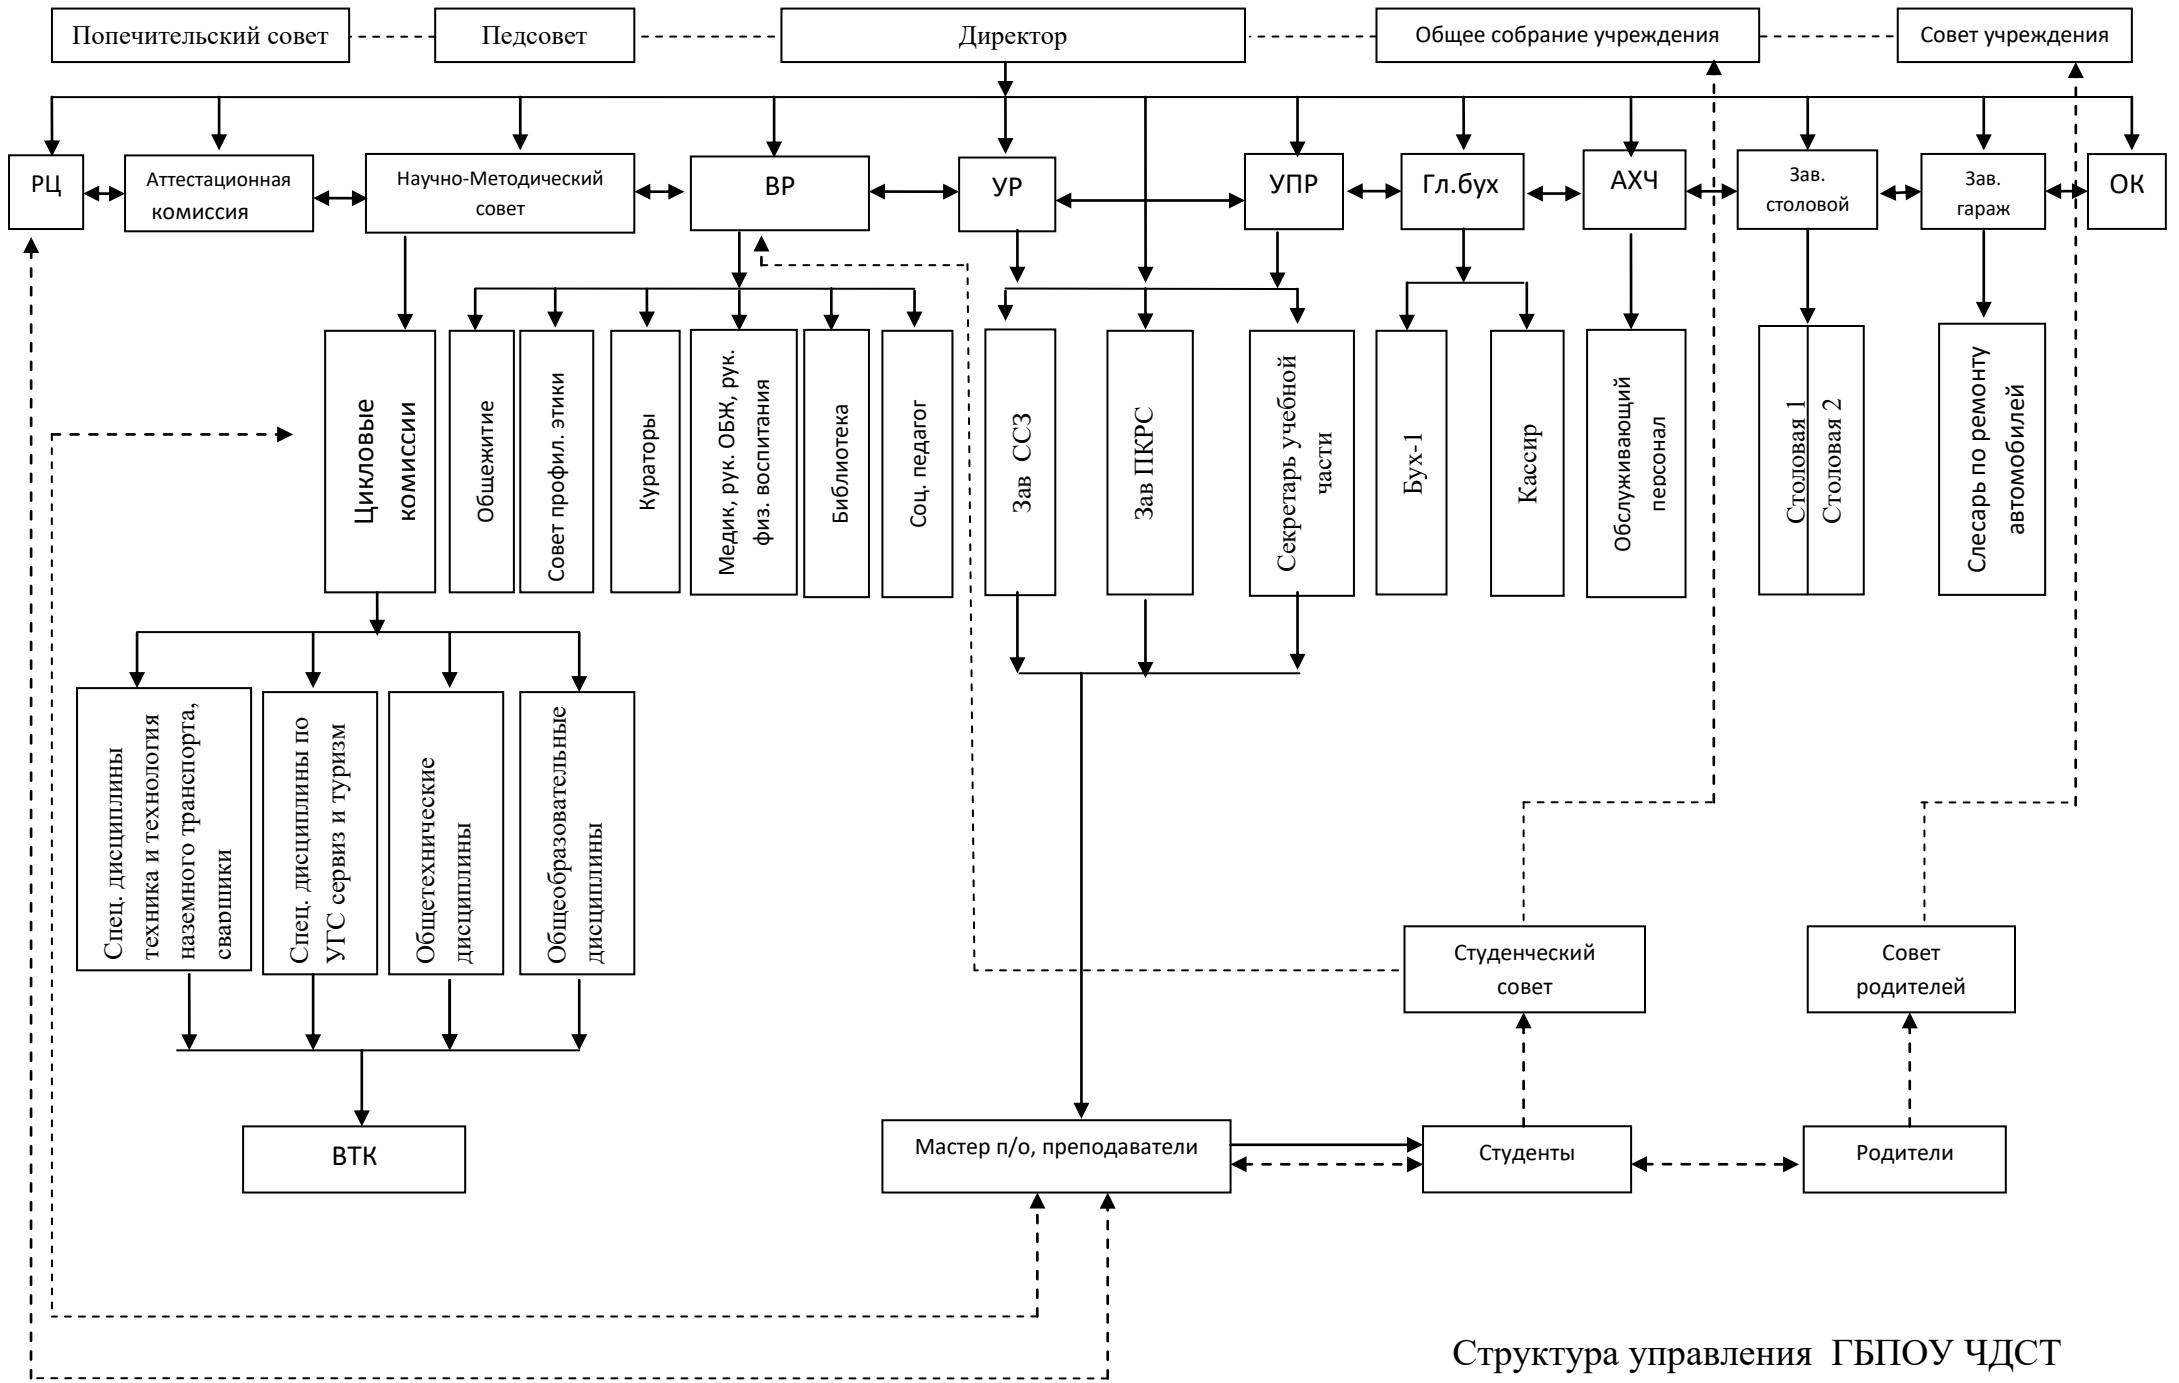 Попечительский совет
Педсовет
Директор
Общее собрание учреждения
Совет учреждения
РЦ
Аттестационная
комиссия
Научно-Методический
совет
ВР
УР
УПР
Гл.бух
АХЧ
Зав.
столовой
Зав.
гараж
ОК
Цикловые
комиссии
Общежитие
Совет профил. этики
Кураторы
Медик, рук. ОБЖ, рук.
физ. воспитания
Библиотека
Соц. педагог
Зав ССЗ
Зав ПКРС
Секретарь учебной
части
Бух-1
Кассир
Обслуживающий
персонал
Столовая 1
Столовая 2
Слесарь по ремонту
автомобилей
Спец. дисциплины
техника и технология
наземного транспорта,
сварщики
Спец. дисциплины по
УГС сервиз и туризм
Общетехнические
дисциплины
Общеобразовательные
дисциплины
Студенческий
совет
Совет
родителей
ВТК
Мастер п/о, преподаватели
Студенты
Родители
Структура управления ГБПОУ ЧДСТ